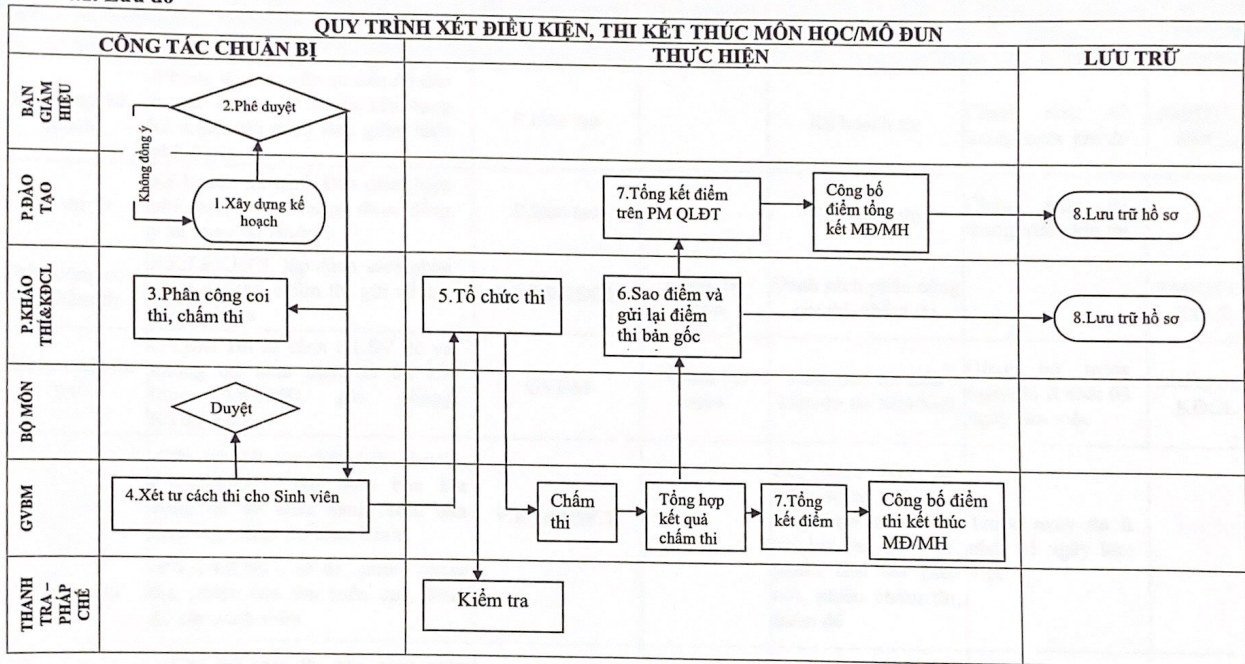 Lưu đồ
QUY TRÌNH XÉT ĐIỀU KIỆN, THI KẾT THÚC MÔN HỌC/MÔ ĐUN
CÔNG TÁC CHUẨN BỊ
THỰC HIỆN
LƯU TRỮ
BAN GIÁM
HIỆU
Không đồng ý
2.Phê duyệt
P.ĐÀO
TẠO
1.Xây dựng kế
hoạch
7.Tổng kết điểm
trên PM QLĐT
Công bố
điểm tổng
kết MĐ/MH
8.Lưu trữ hồ sơ
P.KHẢO
THÍ&KĐCL
3.Phân công coi
thi, chấm thi
5.Tổ chức thi
6.Sao điểm và
gửi lại điểm
thi bản gốc
8.Lưu trữ hồ sơ
BỘ MÔN
Duyệt
GVBM
4.Xét tư cách thi cho Sinh viên
Chấm
thi
Tổng hợp
kết quả
chấm thi
7.Tổng
kết điểm
Công bố điểm
thi kết thúc
MĐ/MH
THANH
TRA –
PHÁP
CHẾ
Kiểm tra